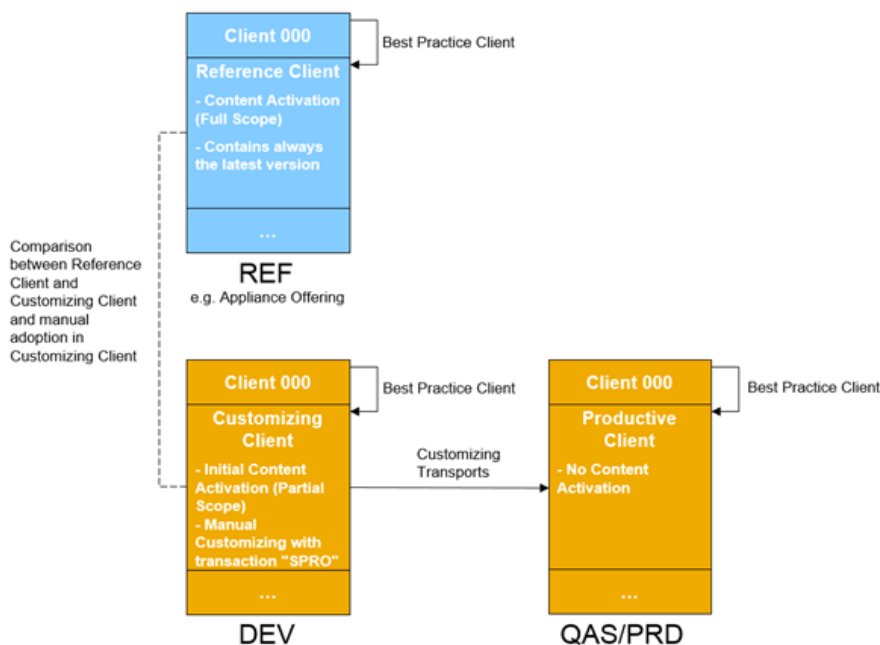 Client 000
Best Practice Client
Reference Client
- Content Activation
(Full Scope)
- Contains always
the latest version
...
REF
e.g. Appliance Offering
Comparison
between Reference
Client and
Customizing Client
and manual
adoption in
Customizing Client
Client 000
Best Practice Client
Customizing
Client
- Initial Content
Activation (Partial
Scope)
- Manual
Customizing with
transaction "SPRO"
...
DEV
Customizing
Transports
Client 000
Best Practice Client
Productive
Client
- No Content
Activation
...
QAS/PRD